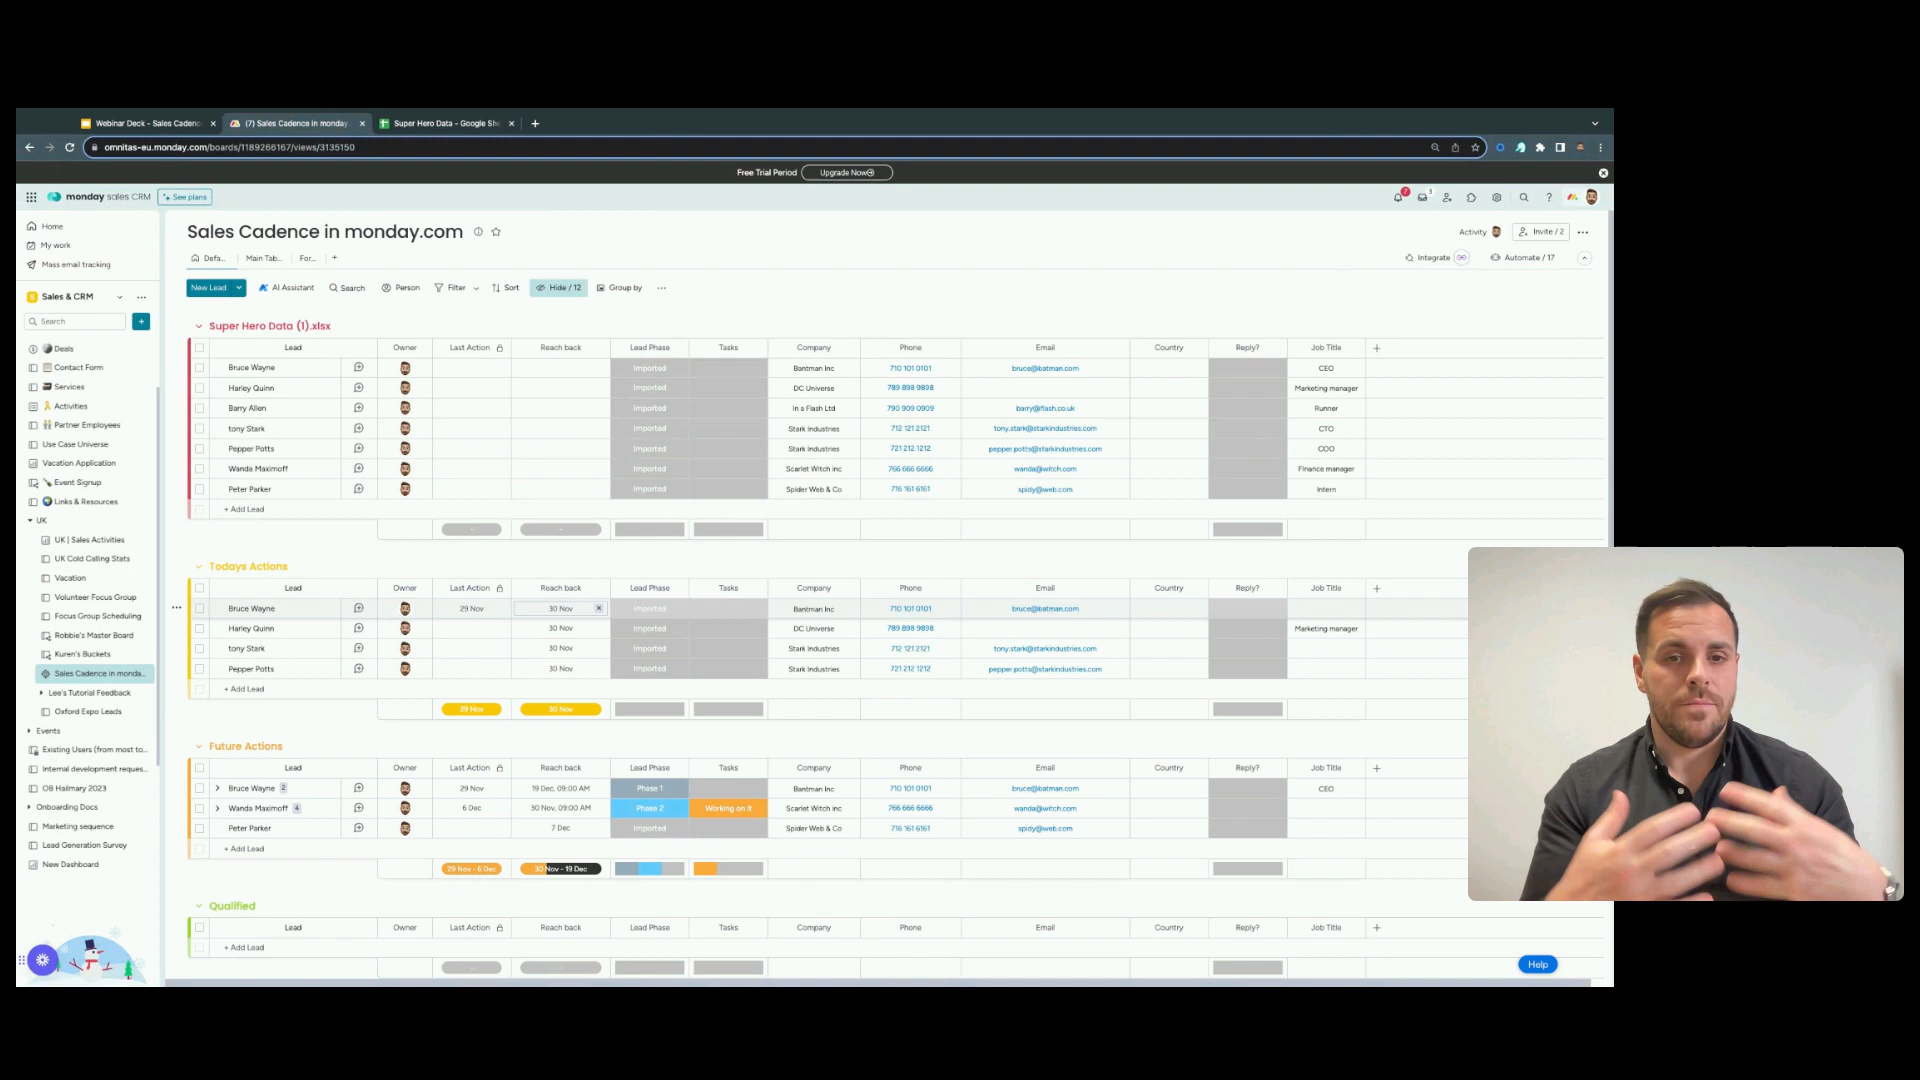 Webinar Deck - Sales Cadenc
(7) Sales Cadence in monday.
Super Hero Data - Google She
omnitas-eu.monday.com/boards/1189266167/views/3135150
Free Trial Period Upgrade Now
monday sales CRM See plans
7 3
Home
My work
Mass email tracking
Sales & CRM
Search
Deals
Contact Form
Services
Activities
Partner Employees
Use Case Universe
Vacation Application
Event Signup
Links & Resources
UK
UK | Sales Activities
UK Cold Calling Stats
Vacation
Volunteer Focus Group
Focus Group Scheduling
Robbie's Master Board
Kuren's Buckets
Sales Cadence in monda...
Lee's Tutorial Feedback
Oxford Expo Leads
Events
Existing Users (from most to...
Internal development reques...
OB Hailmary 2023
Onboarding Docs
Marketing sequence
Lead Generation Survey
New Dashboard
Sales Cadence in monday.com
Activity Invite / 2
Defa... Main Tab... For... +
Integrate Automate / 17
New Lead AI Assistant Search Person Filter Sort Hide / 12 Group by
Super Hero Data (1).xlsx
Lead Owner Last Action Reach back Lead Phase Tasks Company Phone Email Country Reply? Job Title +
Bruce Wayne Imported Bantman Inc 710 101 0101 bruce@batman.com CEO
Harley Quinn Imported DC Universe 789 898 9898 Marketing manager
Barry Allen Imported In a Flash Ltd 790 909 0909 barry@flash.co.uk Runner
tony Stark Imported Stark Industries 712 121 2121 tony.stark@starkindustries.com CTO
Pepper Potts Imported Stark Industries 721 212 1212 pepper.potts@starkindustries.com COO
Wanda Maximoff Imported Scarlet Witch inc 766 666 6666 wanda@witch.com Finance manager
Peter Parker Imported Spider Web & Co 716 161 6161 spidy@web.com Intern
+ Add Lead
- -
Todays Actions
Lead Owner Last Action Reach back Lead Phase Tasks Company Phone Email Country Reply? Job Title +
Bruce Wayne 29 Nov 30 Nov Imported Bantman Inc 710 101 0101 bruce@batman.com
Harley Quinn 30 Nov Imported DC Universe 789 898 9898 Marketing manager
tony Stark 30 Nov Imported Stark Industries 712 121 2121 tony.stark@starkindustries.com
Pepper Potts 30 Nov Imported Stark Industries 721 212 1212 pepper.potts@starkindustries.com
+ Add Lead
29 Nov 30 Nov
Future Actions
Lead Owner Last Action Reach back Lead Phase Tasks Company Phone Email Country Reply? Job Title +
Bruce Wayne 2 29 Nov 19 Dec, 09:00 AM Phase 1 Bantman Inc 710 101 0101 bruce@batman.com CEO
Wanda Maximoff 4 6 Dec 30 Nov, 09:00 AM Phase 2 Working on it Scarlet Witch inc 766 666 6666 wanda@witch.com
Peter Parker 7 Dec Imported Spider Web & Co 716 161 6161 spidy@web.com
+ Add Lead
29 Nov - 6 Dec 30 Nov - 19 Dec
Qualified
Lead Owner Last Action Reach back Lead Phase Tasks Company Phone Email Country Reply? Job Title +
+ Add Lead
- -
Help